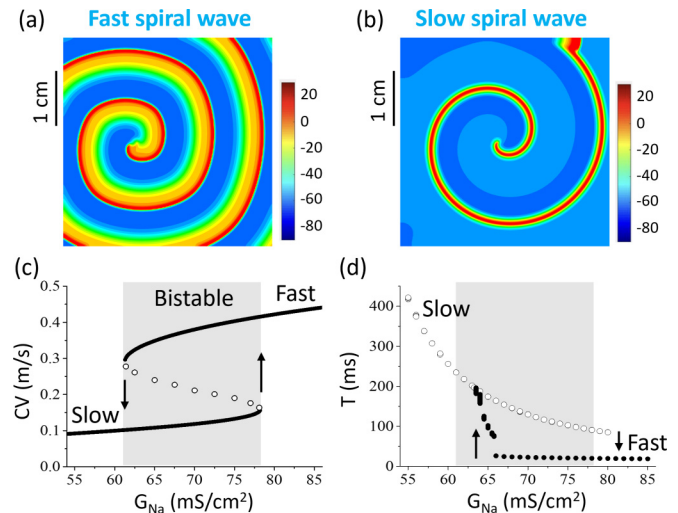 (a) Fast spiral wave
(b) Slow spiral wave
1 cm
20
0
-20
-40
-60
-80
1 cm
20
0
-20
-40
-60
-80
(c)
Bistable
Fast
Slow
CV (m/s)
0.5
0.4
0.3
0.2
0.1
0.0
55 60 65 70 75 80 85
G_Na (mS/cm²)
(d)
Slow
Fast
T (ms)
400
300
200
100
0
55 60 65 70 75 80 85
G_Na (mS/cm²)